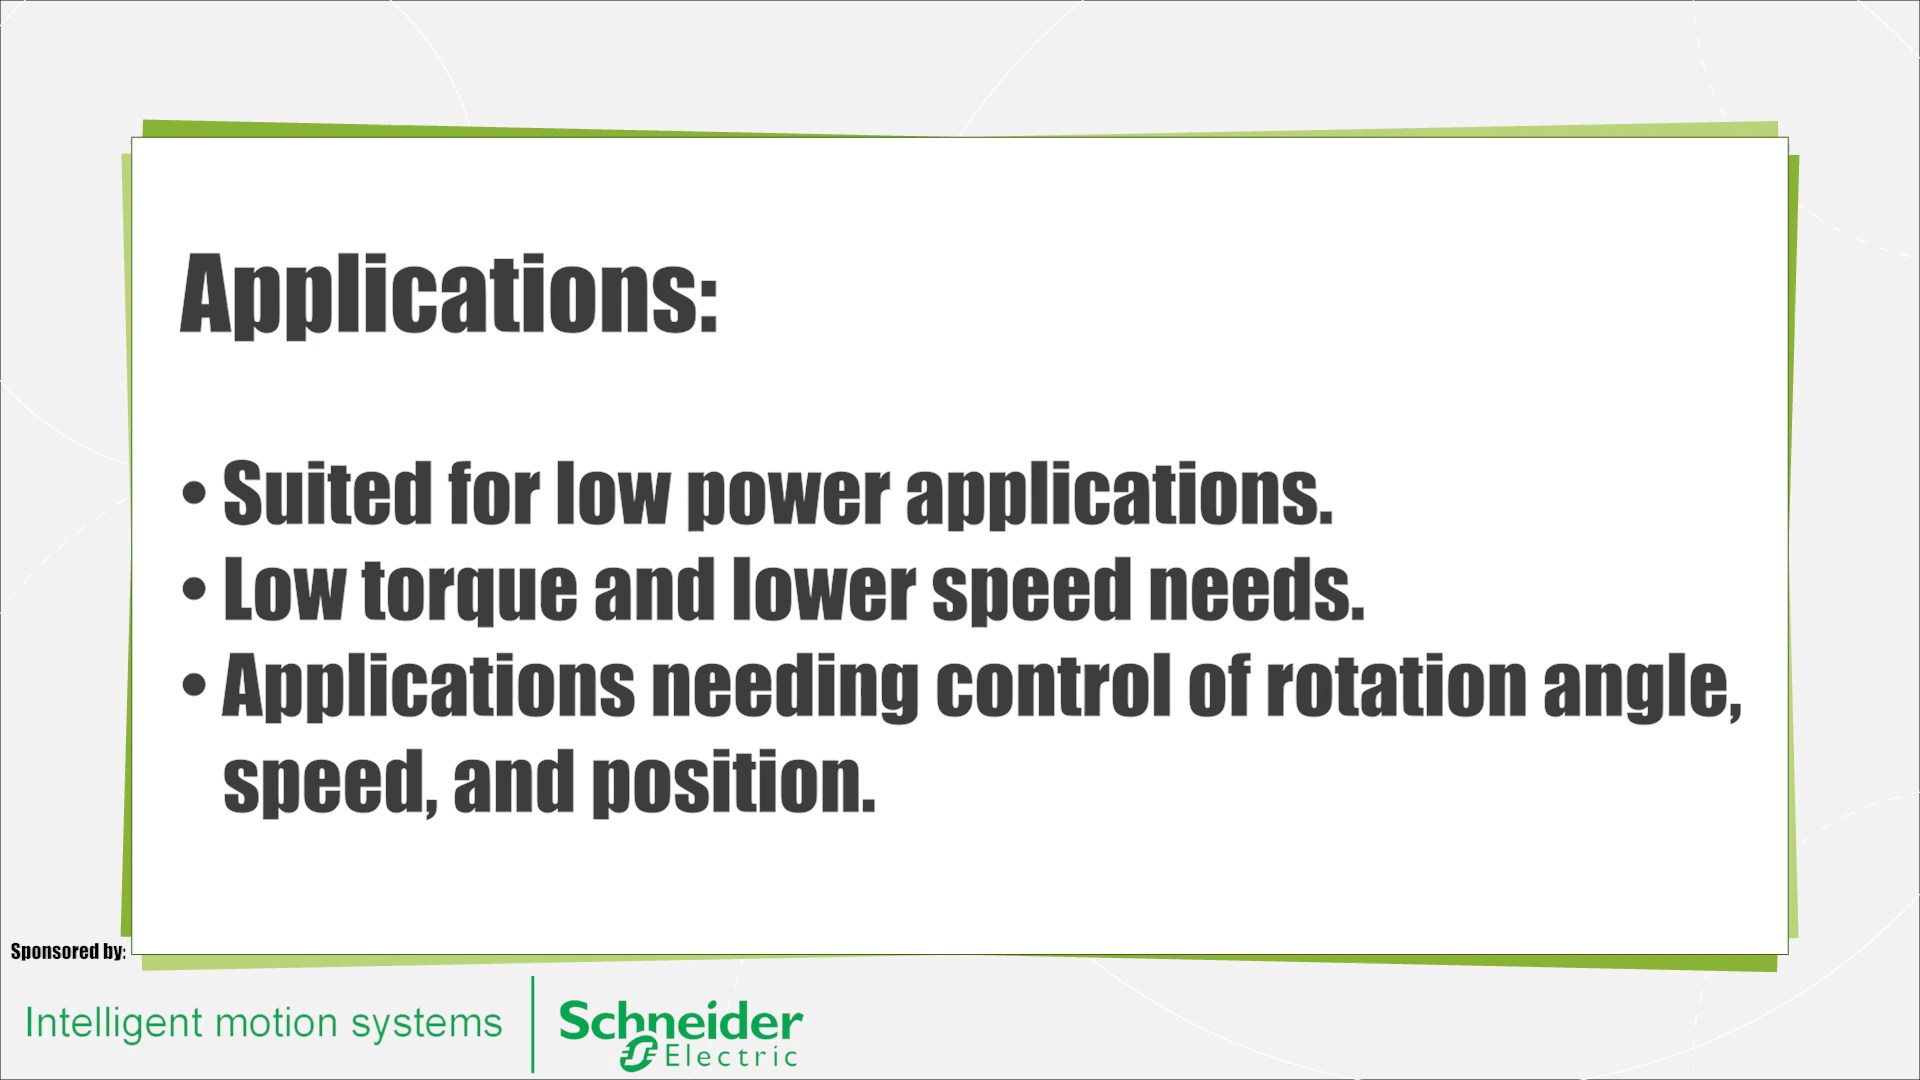 Applications:
• Suited for low power applications.
• Low torque and lower speed needs.
• Applications needing control of rotation angle,
speed, and position.
Sponsored by:
Intelligent motion systems
Schneider
Electric